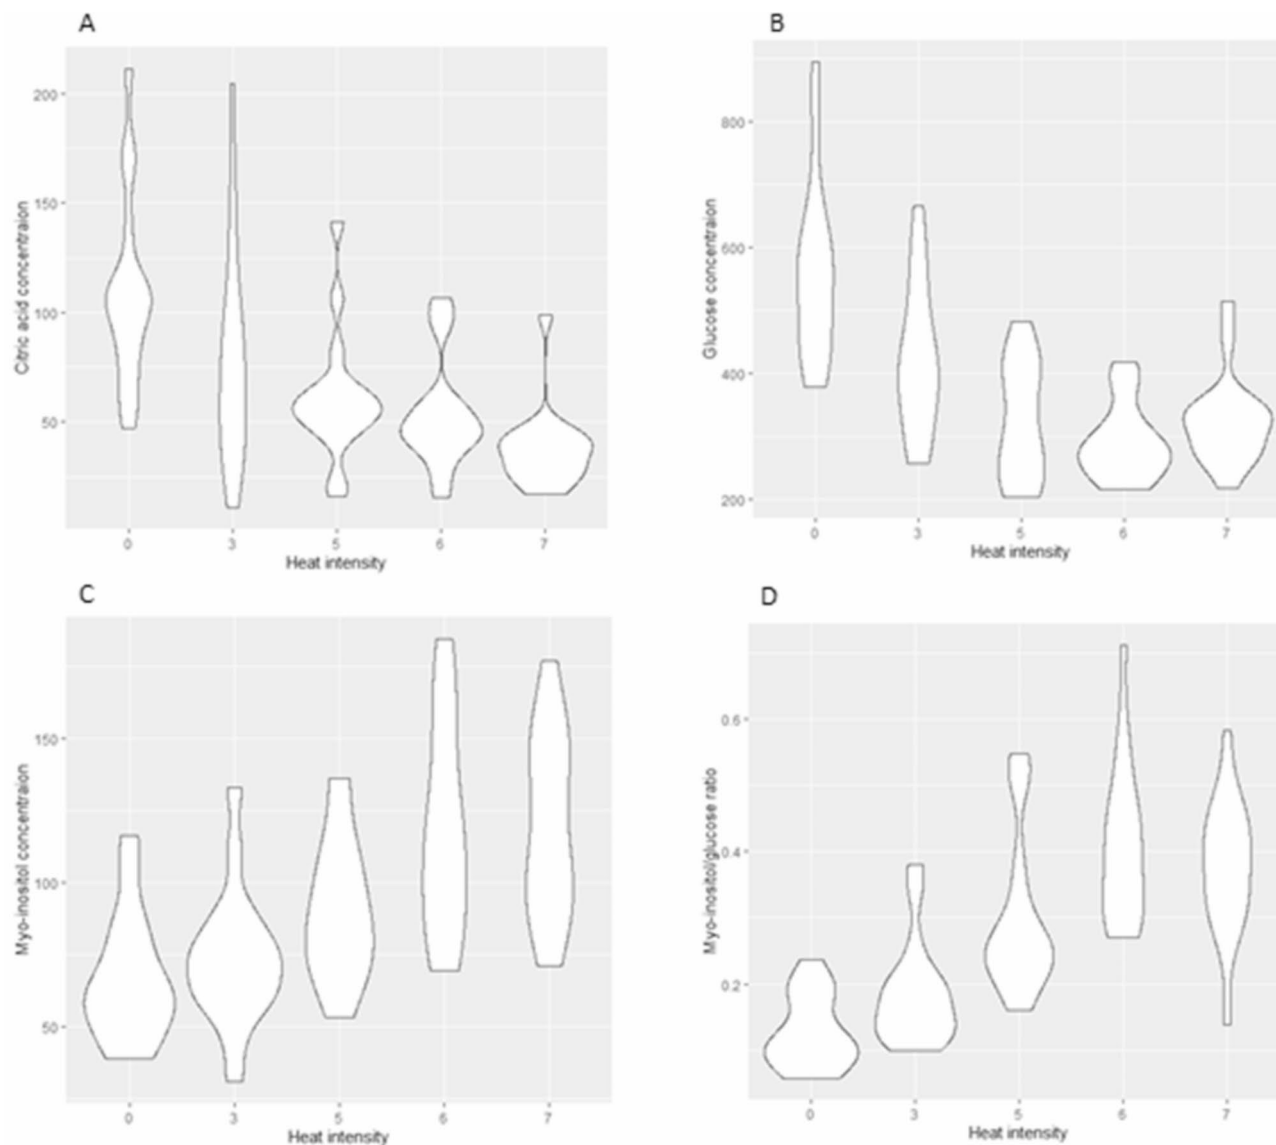 A
Citric acid concentraion
200
150
100
50
0 3 5 6 7
Heat intensity
B
Glucose concentraion
800
600
400
200
0 3 5 6 7
Heat intensity
C
Myo-inositol concentraion
150
100
50
0 3 5 6 7
Heat intensity
D
Myo-inositol/glucose ratio
0.6
0.4
0.2
0 3 5 6 7
Heat intensity